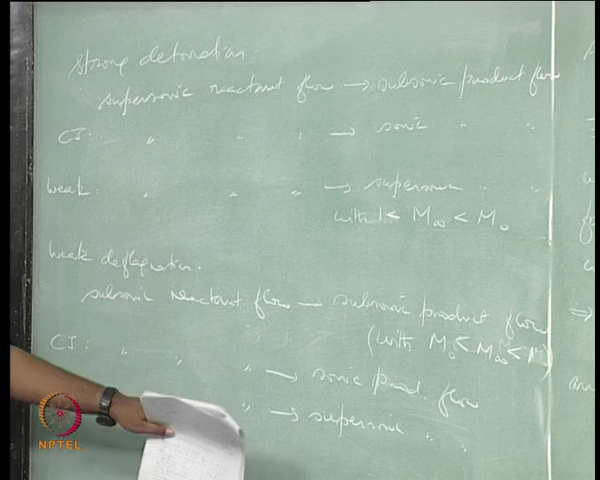 strong detonation:
supersonic reactant flow → subsonic product flow
CJ: " " " → sonic " "
weak: " " " → supersonic " "
with 1 < M∞ < M₀
weak deflagration:
subsonic reactant flow → subsonic product flow ⇒
CJ: " " " (with M₀ < M∞ < 1)
→ sonic prod. flow
" → supersonic " "
NPTEL